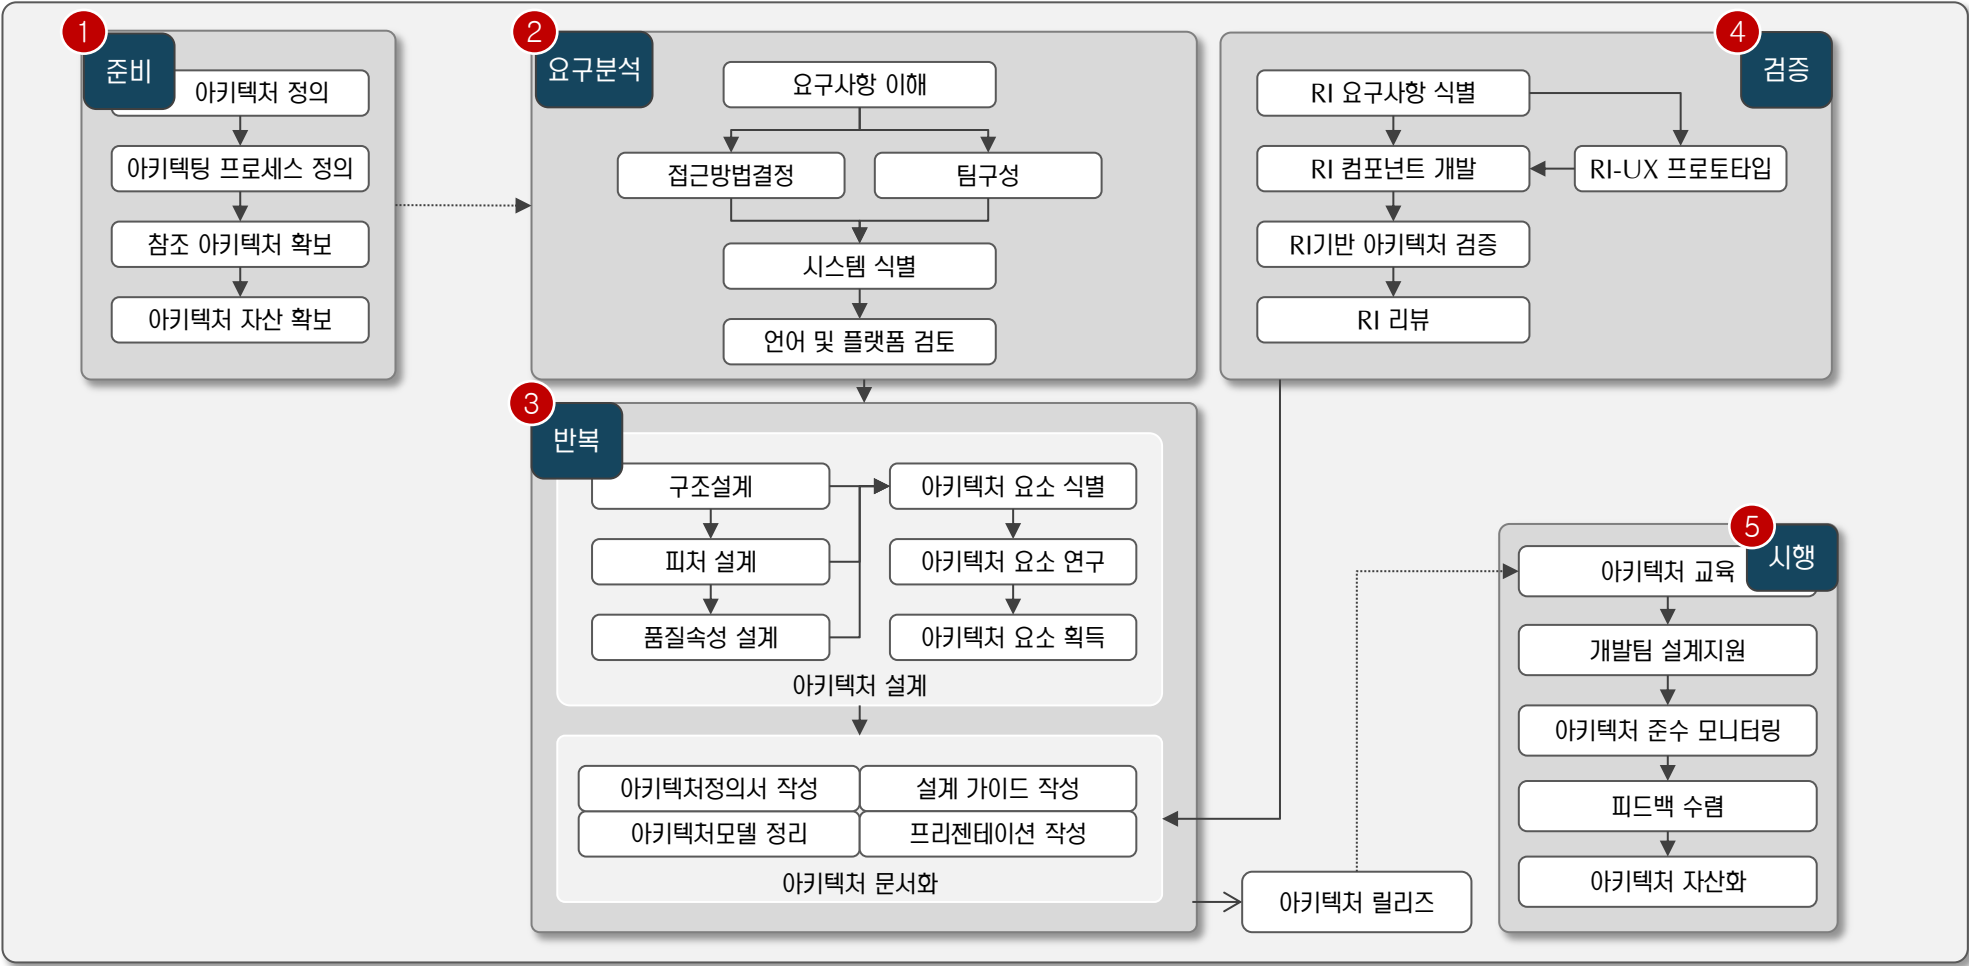 1
준비
아키텍처 정의
아키텍팅 프로세스 정의
참조 아키텍처 확보
아키텍처 자산 확보
2
요구분석
요구사항 이해
접근방법결정
팀구성
시스템 식별
언어 및 플랫폼 검토
3
반복
구조설계
피처 설계
품질속성 설계
아키텍처 요소 식별
아키텍처 요소 연구
아키텍처 요소 획득
아키텍처 설계
아키텍처정의서 작성
설계 가이드 작성
아키텍처모델 정리
프리젠테이션 작성
아키텍처 문서화
아키텍처 릴리즈
4
검증
RI 요구사항 식별
RI 컴포넌트 개발
RI-UX 프로토타입
RI기반 아키텍처 검증
RI 리뷰
5
시행
아키텍처 교육
개발팀 설계지원
아키텍처 준수 모니터링
피드백 수렴
아키텍처 자산화